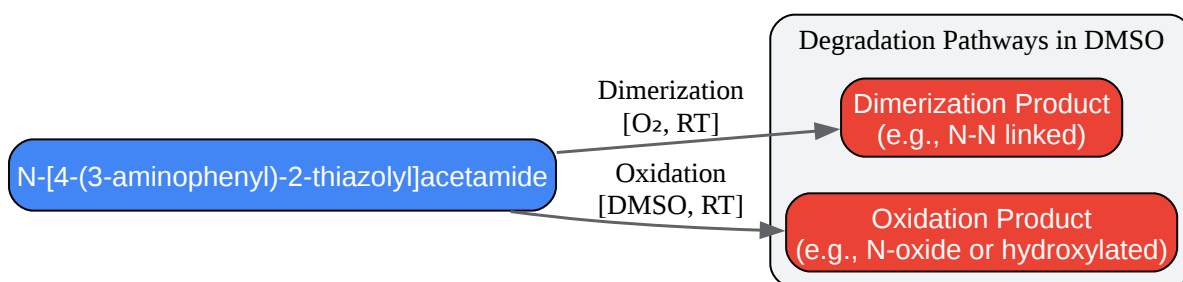 Degradation Pathways in DMSO
Dimerization
[O₂, RT]
Dimerization Product
(e.g., N-N linked)
N-[4-(3-aminophenyl)-2-thiazolyl]acetamide
Oxidation
[DMSO, RT]
Oxidation Product
(e.g., N-oxide or hydroxylated)